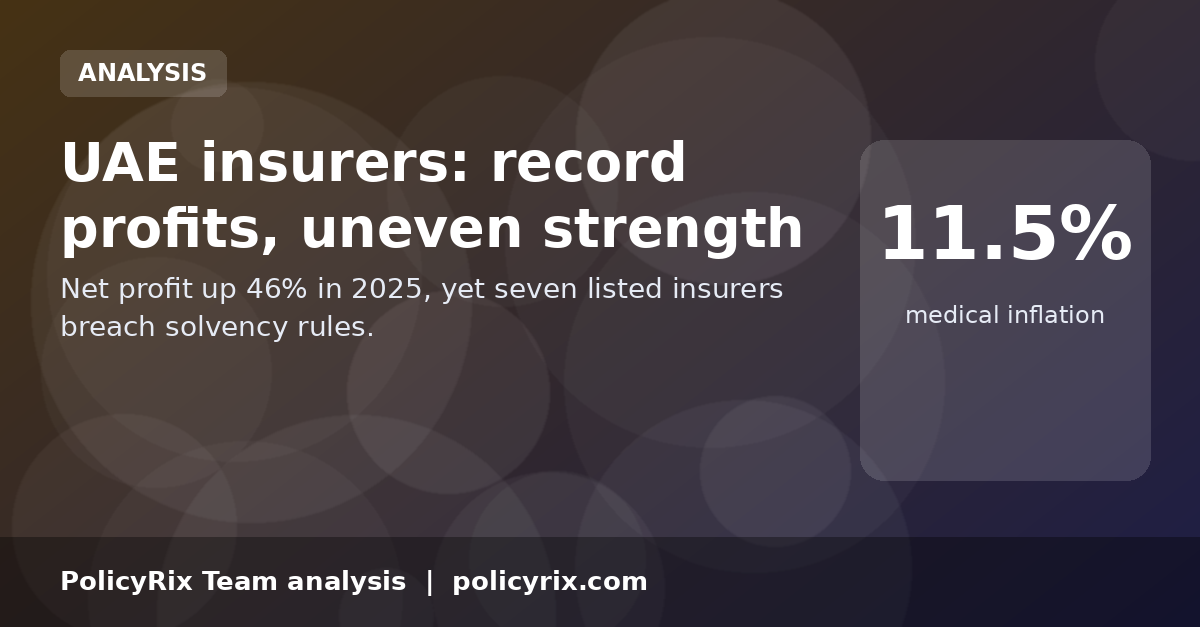 ANALYSIS
UAE insurers: record
profits, uneven strength
Net profit up 46% in 2025, yet seven listed insurers
breach solvency rules.
11.5%
medical inflation
PolicyRix Team analysis | policyrix.com